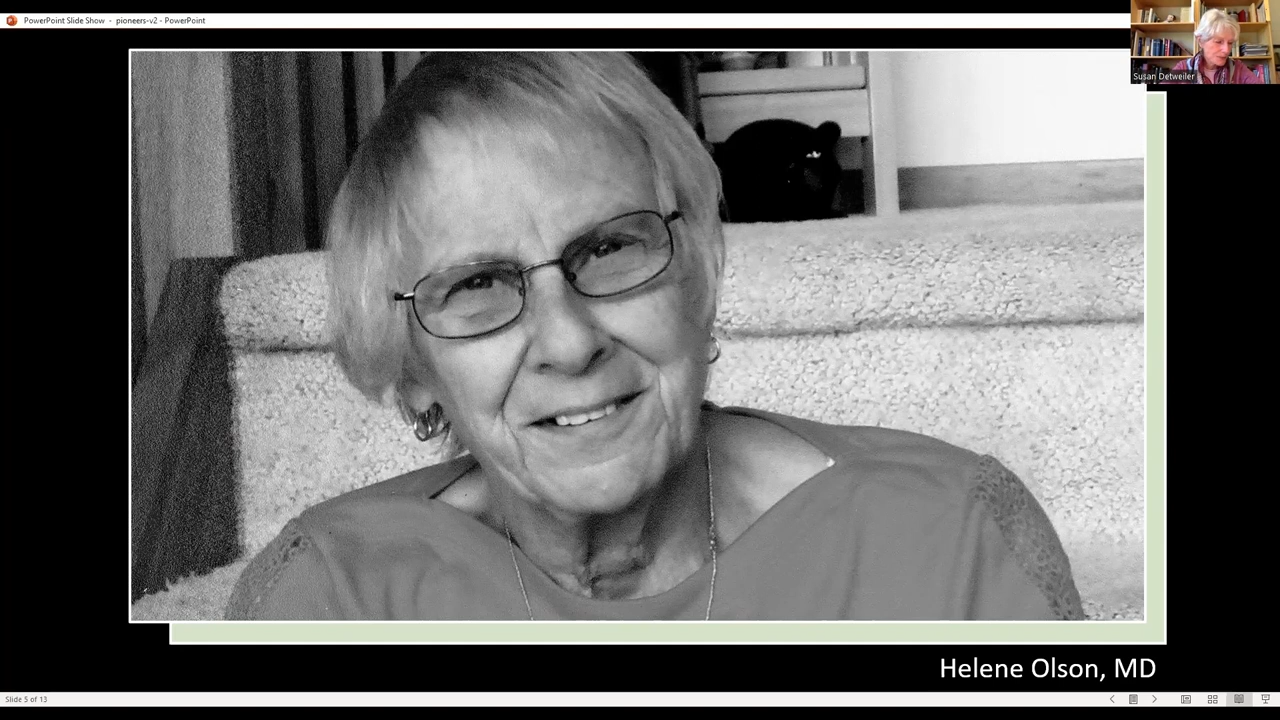 PowerPoint Slide Show - pioneers-v2 - PowerPoint
Susan Detweiler
Helene Olson, MD
Slide 5 of 13